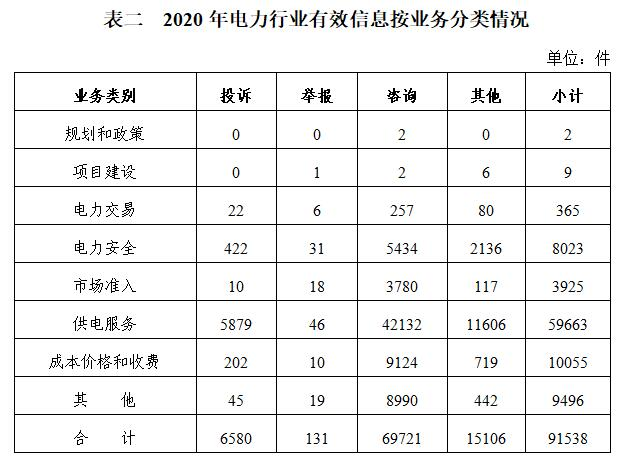 表二 2020 年电力行业有效信息按业务分类情况
单位：件
业务类别 投诉 举报 咨询 其他 小计
规划和政策 0 0 2 0 2
项目建设 0 1 2 6 9
电力交易 22 6 257 80 365
电力安全 422 31 5434 2136 8023
市场准入 10 18 3780 117 3925
供电服务 5879 46 42132 11606 59663
成本价格和收费 202 10 9124 719 10055
其 他 45 19 8990 442 9496
合 计 6580 131 69721 15106 91538